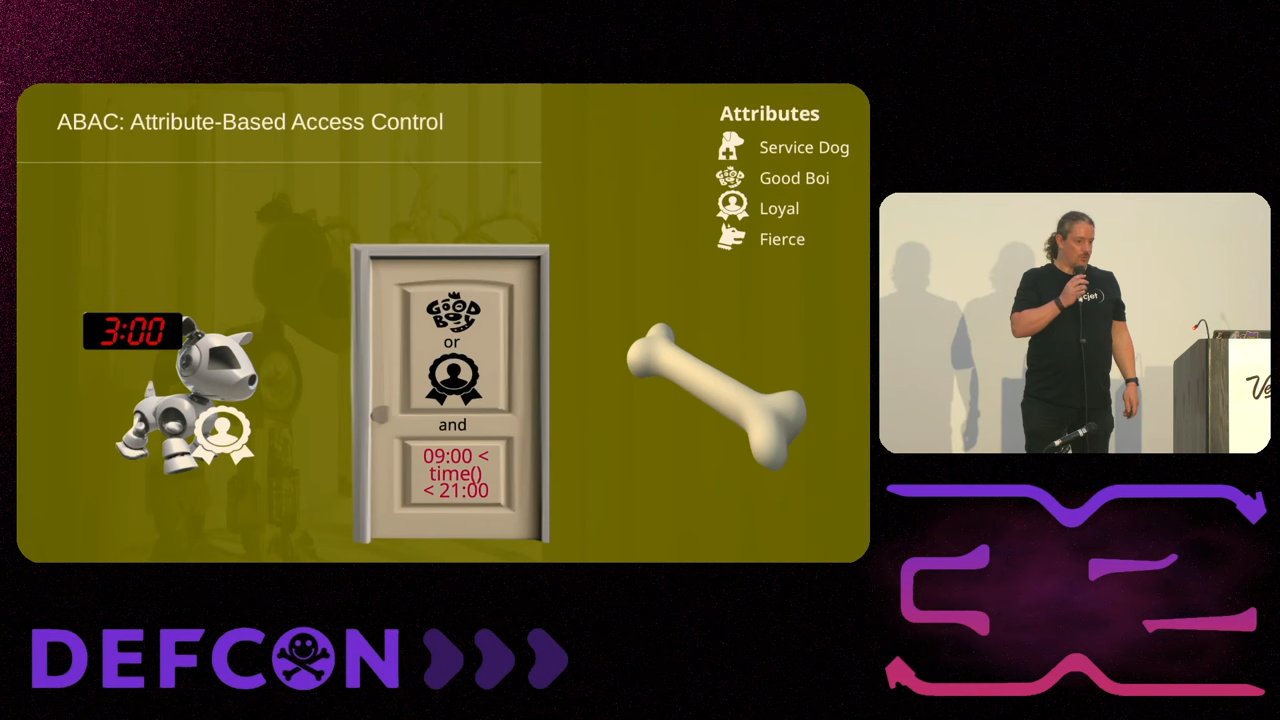 ABAC: Attribute-Based Access Control
Attributes
Service Dog
Good Boi
Loyal
Fierce
3:00
GOOD
BOY
or
and
09:00 <
time()
< 21:00
cjet
DEFCON